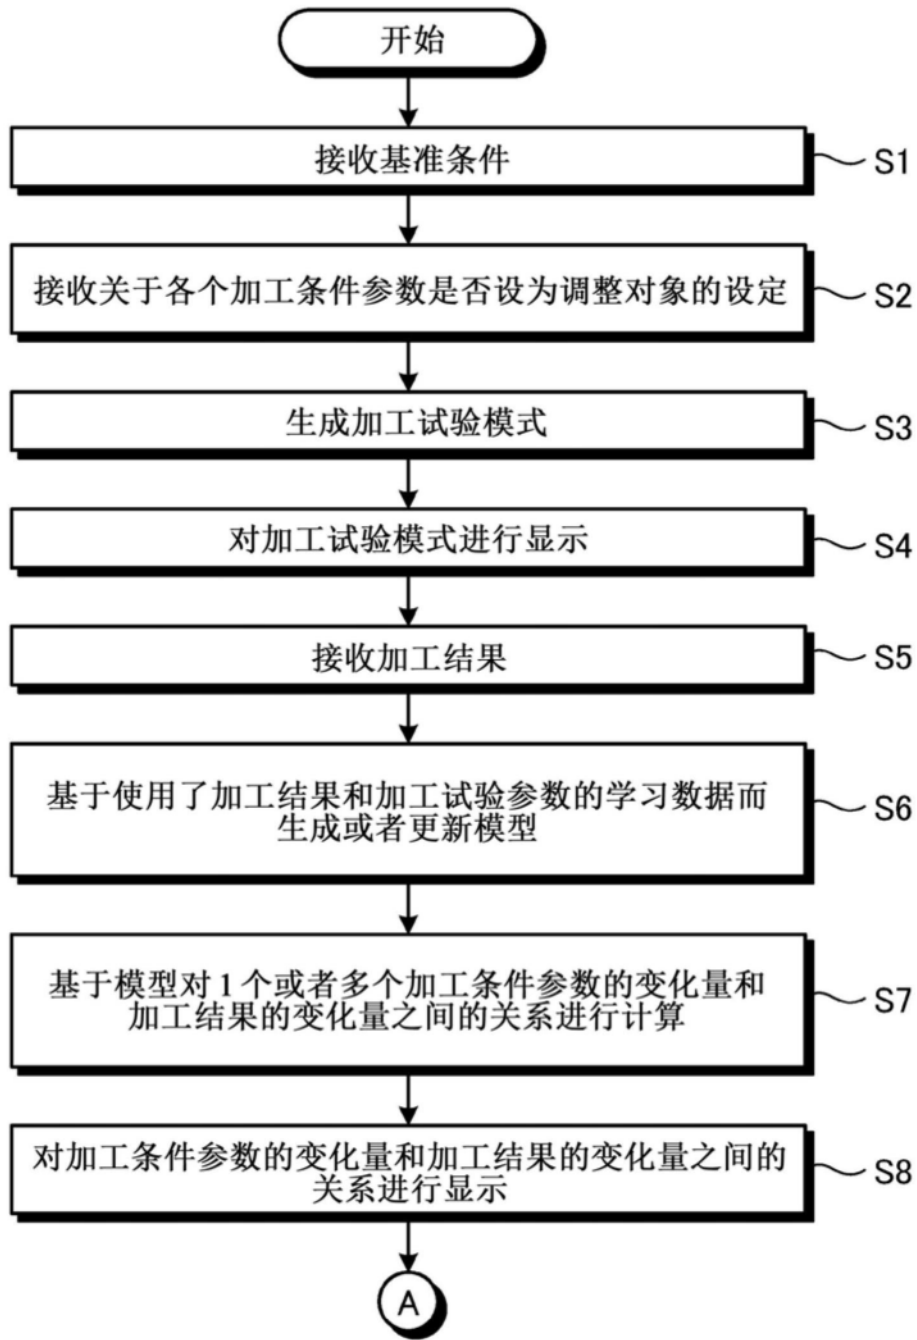 开始
接收基准条件
S1
接收关于各个加工条件参数是否设为调整对象的设定
S2
生成加工试验模式
S3
对加工试验模式进行显示
S4
接收加工结果
S5
基于使用了加工结果和加工试验参数的学习数据而
生成或者更新模型
S6
基于模型对1个或者多个加工条件参数的变化量和
加工结果的变化量之间的关系进行计算
S7
对加工条件参数的变化量和加工结果的变化量之间的
关系进行显示
S8
A